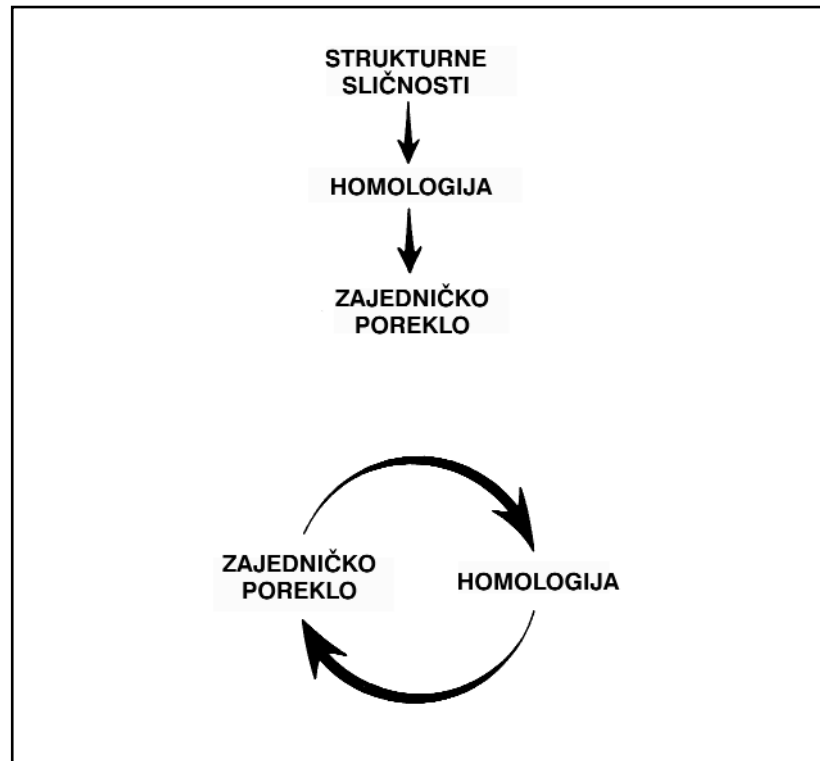 STRUKTURNE
SLIČNOSTI
HOMOLOGIJA
ZAJEDNIČKO
POREKLO
ZAJEDNIČKO
POREKLO
HOMOLOGIJA